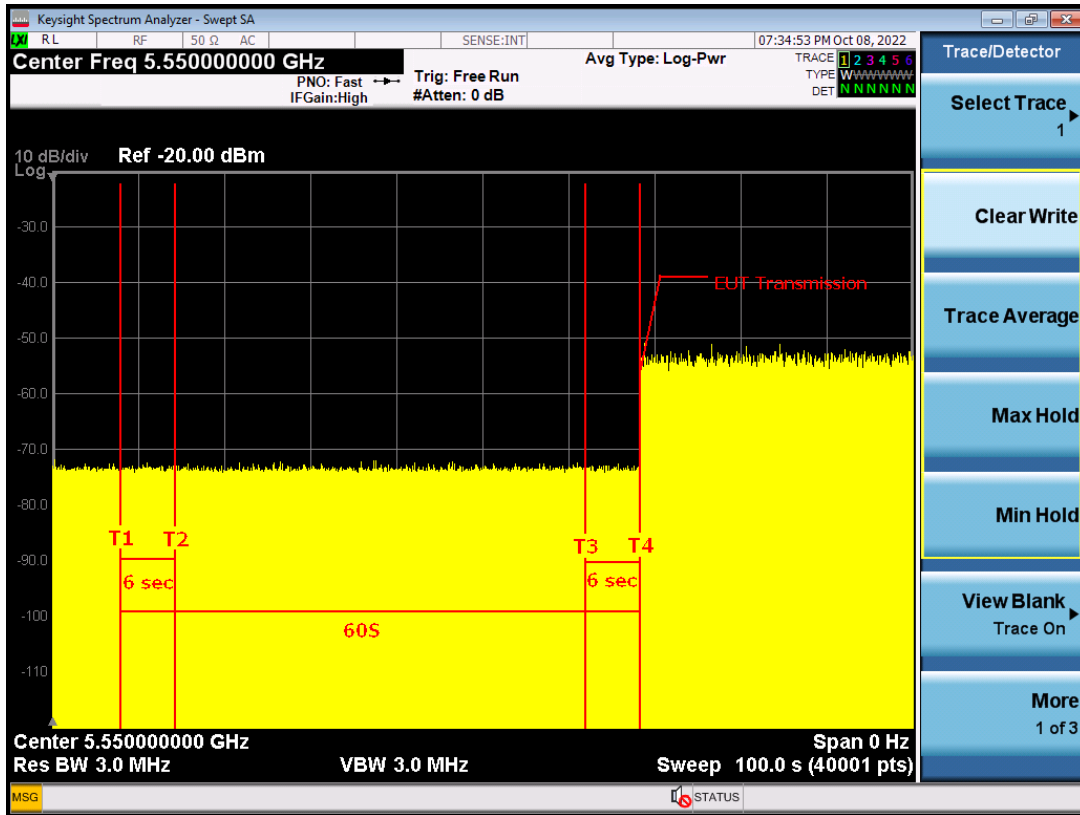 Keysight Spectrum Analyzer - Swept SA
LXI RL RF 50 Ω AC SENSE:INT 07:34:53 PM Oct 08, 2022
Center Freq 5.550000000 GHz
Avg Type: Log-Pwr
TRACE 1 2 3 4 5 6
TYPE WWWWWW
DET N N N N N N
PNO: Fast
IFGain:High
Trig: Free Run
#Atten: 0 dB
10 dB/div Ref -20.00 dBm
Log
-30.0
-40.0
-50.0
-60.0
-70.0
-80.0
-90.0
-100
-110
EUT Transmission
T1 T2 T3 T4
6 sec 6 sec
60S
Center 5.550000000 GHz Span 0 Hz
Res BW 3.0 MHz VBW 3.0 MHz Sweep 100.0 s (40001 pts)
MSG STATUS
Trace/Detector
Select Trace
1
Clear Write
Trace Average
Max Hold
Min Hold
View Blank
Trace On
More
1 of 3